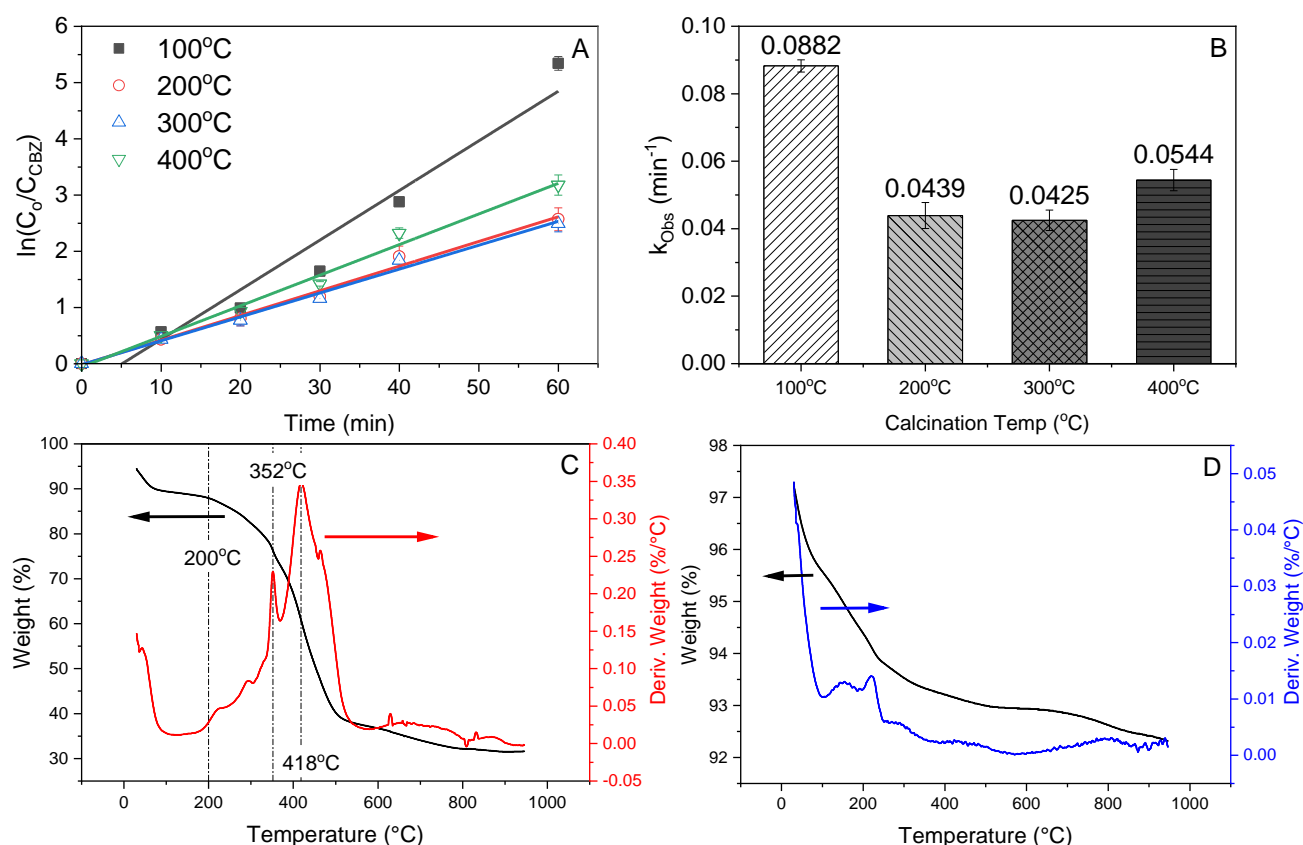 A
100°C
200°C
300°C
400°C
ln(C₀/C_CBZ)
6
5
4
3
2
1
0
0 10 20 30 40 50 60
Time (min)
B
0.0882
0.0439
0.0425
0.0544
k_Obs (min⁻¹)
0.10
0.08
0.06
0.04
0.02
0.00
100°C 200°C 300°C 400°C
Calcination Temp (°C)
C
352°C
200°C
418°C
Weight (%)
100
90
80
70
60
50
40
30
0.40
0.35
0.30
0.25
0.20
0.15
0.10
0.05
0.00
-0.05
Deriv. Weight (%/°C)
0 200 400 600 800 1000
Temperature (°C)
D
Weight (%)
98
97
96
95
94
93
92
0.05
0.04
0.03
0.02
0.01
0.00
Deriv. Weight (%/°C)
0 200 400 600 800 1000
Temperature (°C)